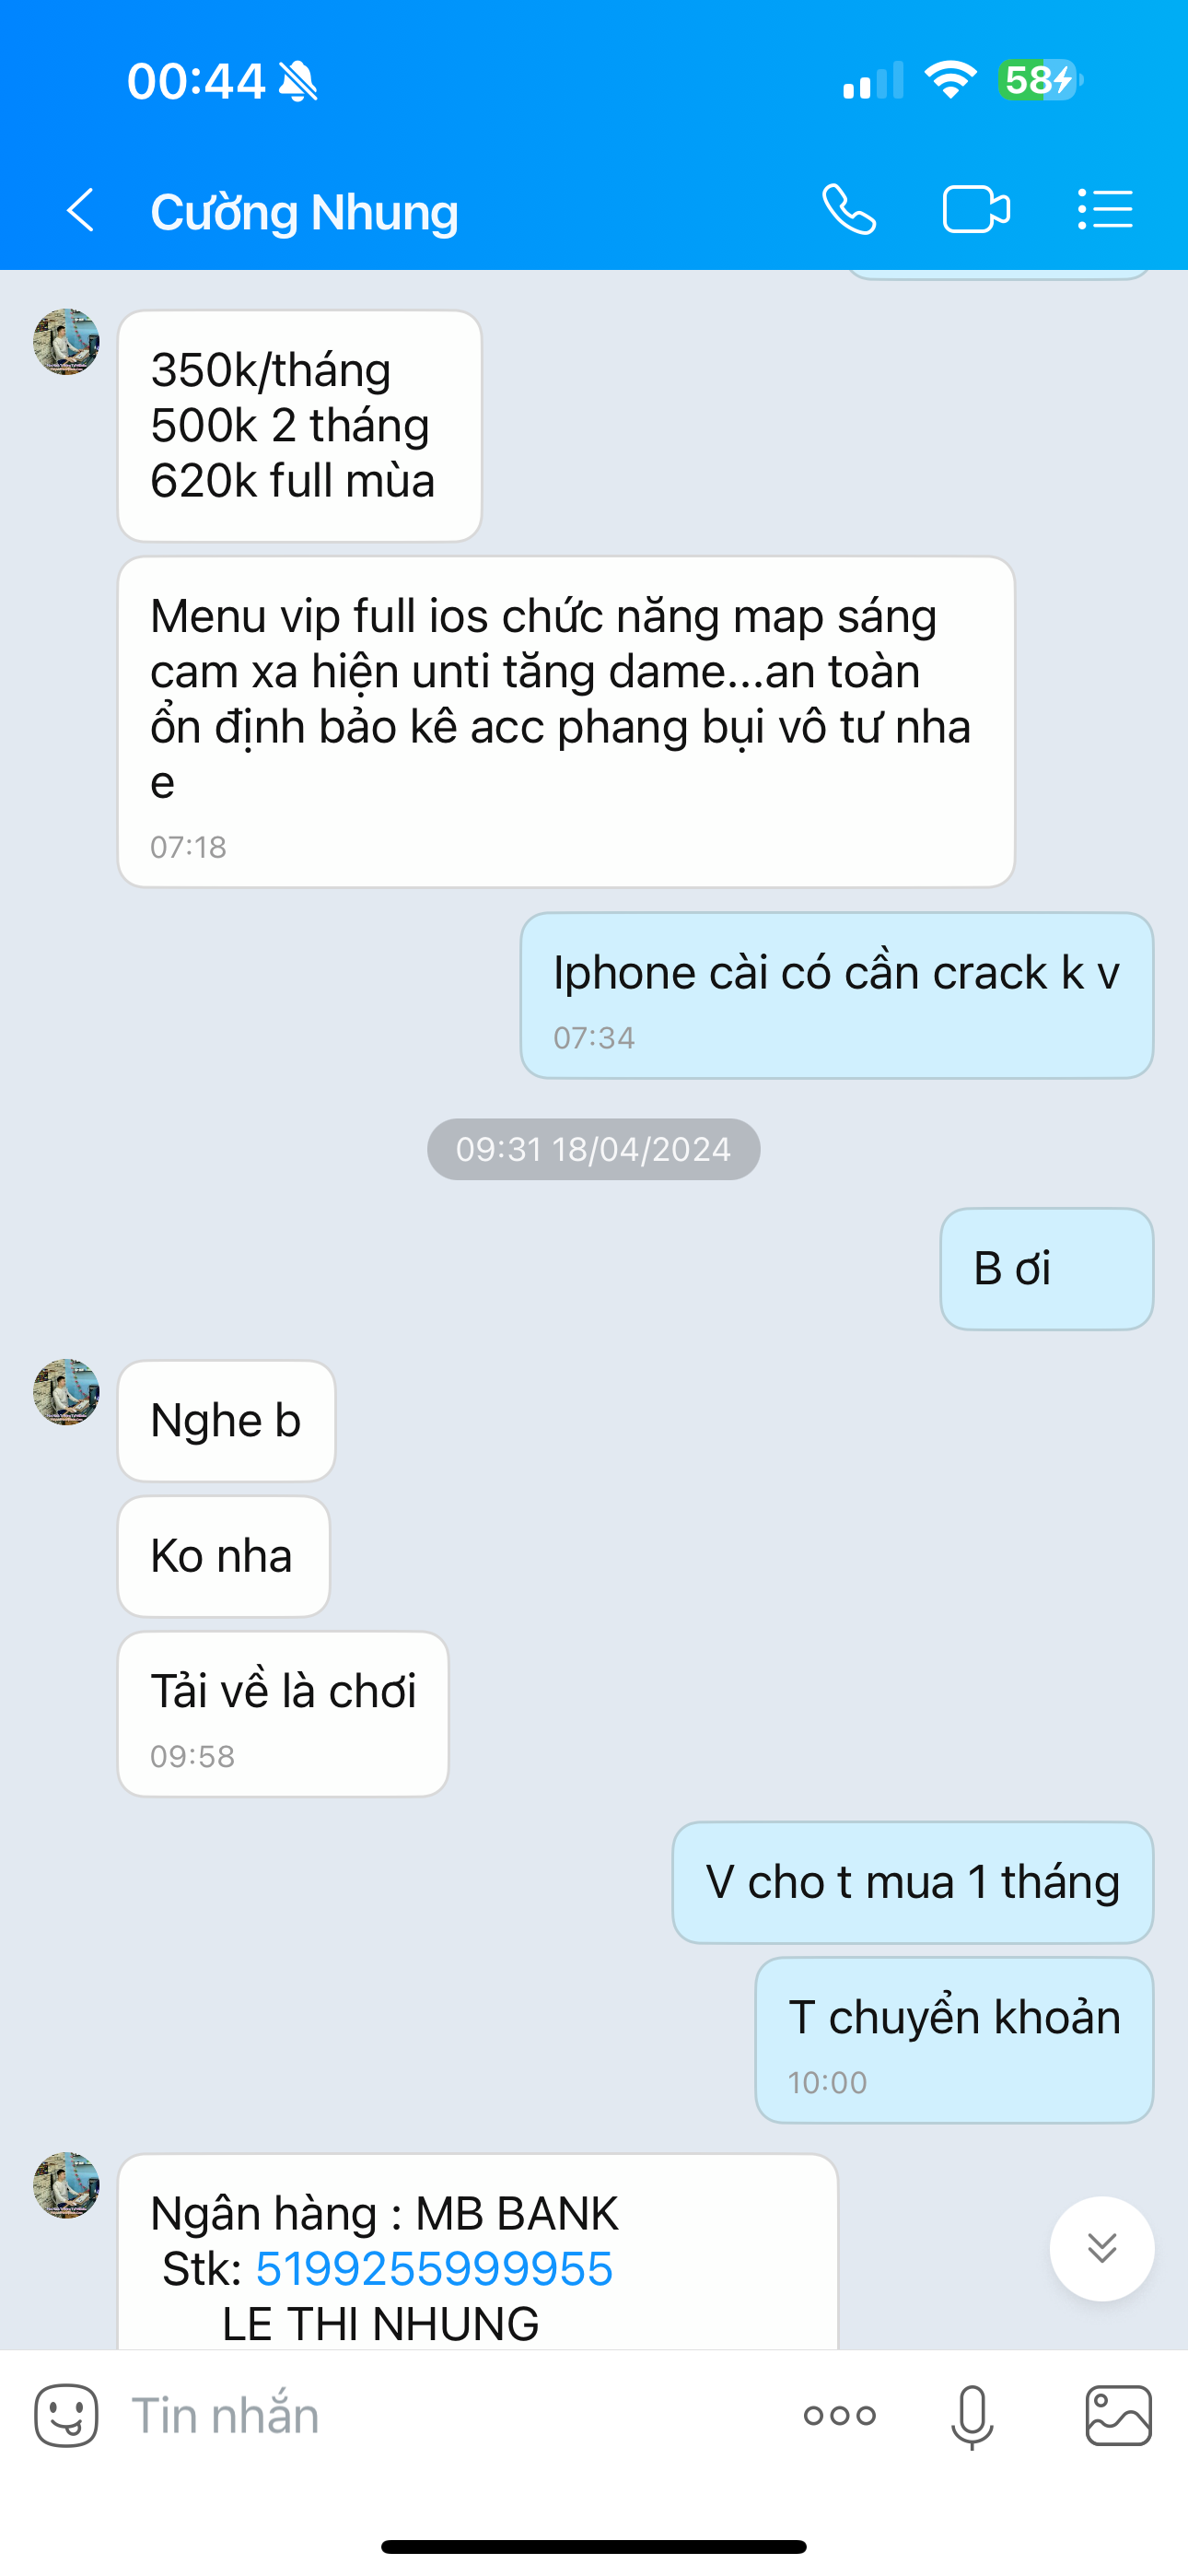 00:44
58
Cường Nhung
350k/tháng
500k 2 tháng
620k full mùa
Menu vip full ios chức năng map sáng
cam xa hiện unti tăng dame...an toàn
ổn định bảo kê acc phang bụi vô tư nha
e
07:18
Iphone cài có cần crack k v
07:34
09:31 18/04/2024
B ơi
Nghe b
Ko nha
Tải về là chơi
09:58
V cho t mua 1 tháng
T chuyển khoản
10:00
Ngân hàng : MB BANK
Stk: 5199255999955
LE THI NHUNG
Tin nhắn